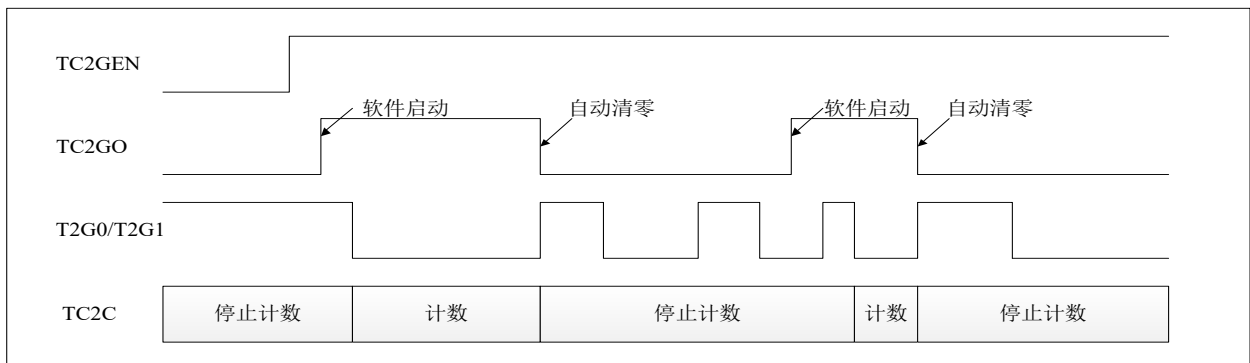 TC2GEN
软件启动 自动清零 软件启动 自动清零
TC2GO
T2G0/T2G1
TC2C 停止计数 计数 停止计数 计数 停止计数